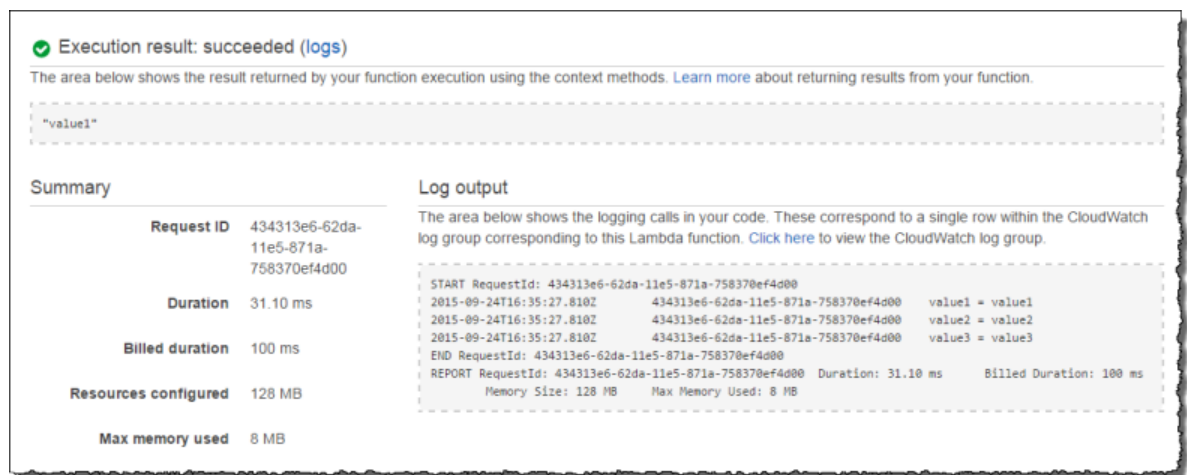 Execution result: succeeded (logs)
The area below shows the result returned by your function execution using the context methods. Learn more about returning results from your function.
"value1"
Summary
Request ID 434313e6-62da-
11e5-871a-
758370ef4d00
Duration 31.10 ms
Billed duration 100 ms
Resources configured 128 MB
Max memory used 8 MB
Log output
The area below shows the logging calls in your code. These correspond to a single row within the CloudWatch
log group corresponding to this Lambda function. Click here to view the CloudWatch log group.
START RequestId: 434313e6-62da-11e5-871a-758370ef4d00
2015-09-24T16:35:27.810Z 434313e6-62da-11e5-871a-758370ef4d00 value1 = value1
2015-09-24T16:35:27.810Z 434313e6-62da-11e5-871a-758370ef4d00 value2 = value2
2015-09-24T16:35:27.810Z 434313e6-62da-11e5-871a-758370ef4d00 value3 = value3
END RequestId: 434313e6-62da-11e5-871a-758370ef4d00
REPORT RequestId: 434313e6-62da-11e5-871a-758370ef4d00 Duration: 31.10 ms Billed Duration: 100 ms
Memory Size: 128 MB Max Memory Used: 8 MB